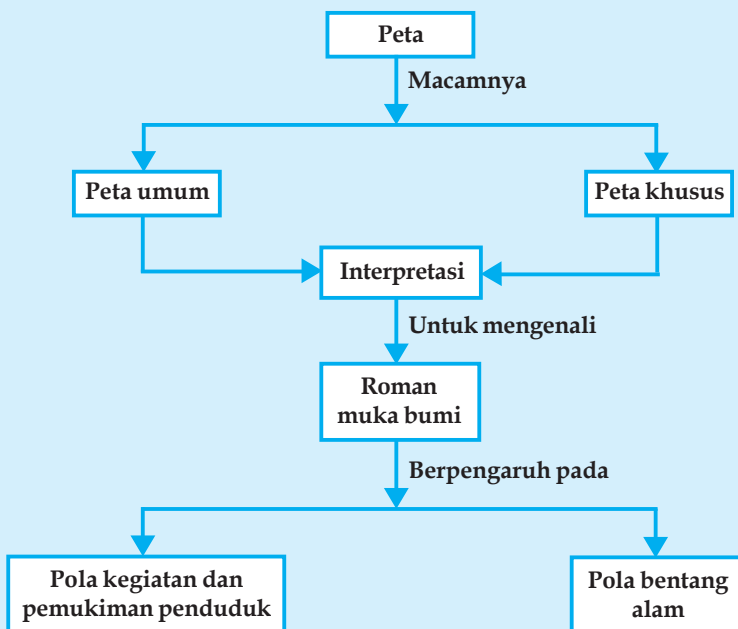 Peta
Macamnya
Peta umum
Peta khusus
Interpretasi
Untuk mengenali
Roman
muka bumi
Berpengaruh pada
Pola kegiatan dan
pemukiman penduduk
Pola bentang
alam